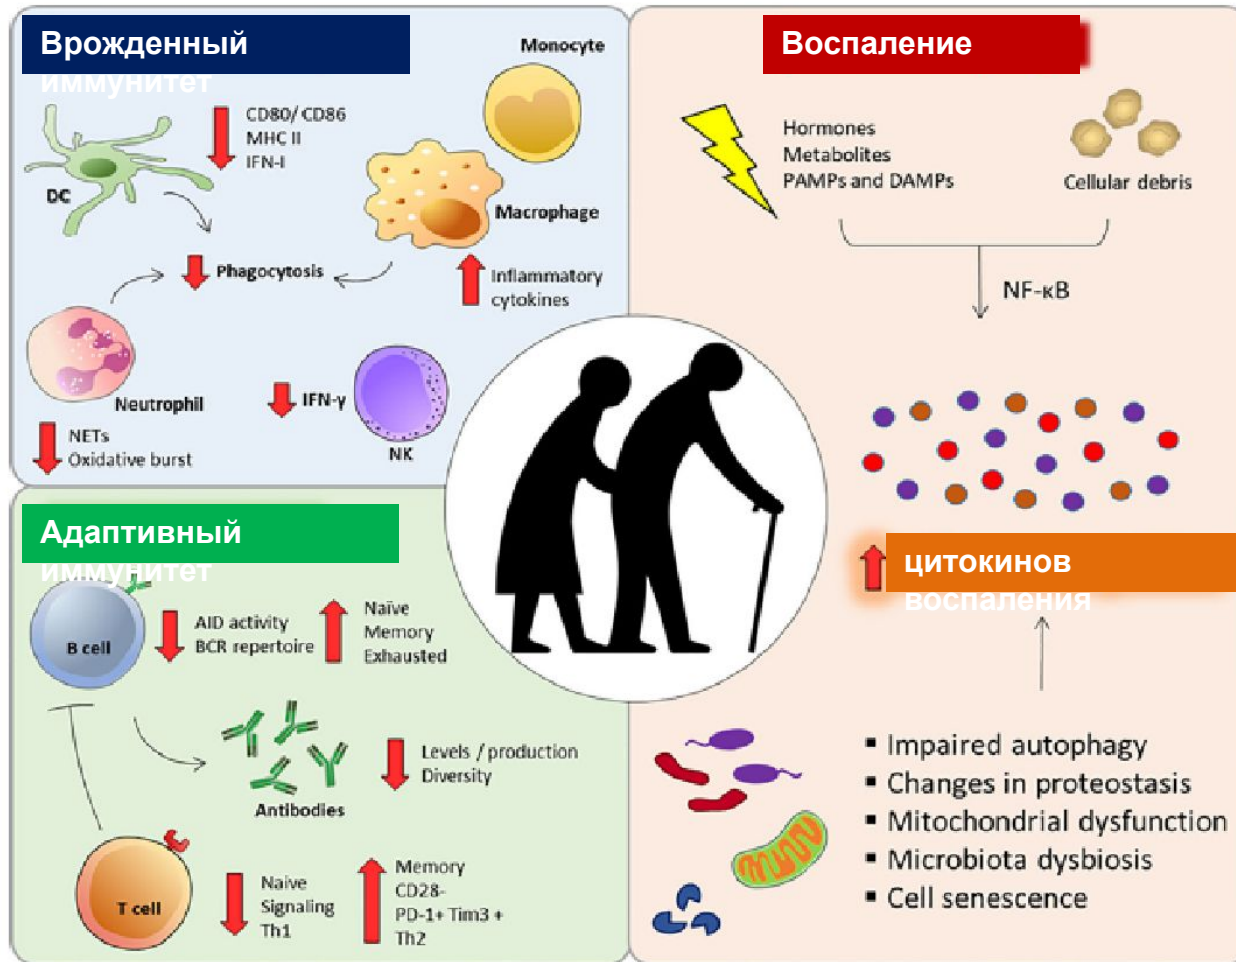 Врожденный
иммунитет
Monocyte
CD80/ CD86
MHC II
IFN-I
DC
Macrophage
Phagocytosis
Inflammatory
cytokines
Neutrophil
IFN-γ
NK
NETs
Oxidative burst
Воспаление
Hormones
Metabolites
PAMPs and DAMPs
Cellular debris
NF-κB
цитокинов
воспаления
▪ Impaired autophagy
▪ Changes in proteostasis
▪ Mitochondrial dysfunction
▪ Microbiota dysbiosis
▪ Cell senescence
Адаптивный
иммунитет
B cell
AID activity
BCR repertoire
Naïve
Memory
Exhausted
Levels / production
Diversity
Antibodies
T cell
Naive
Signaling
Th1
Memory
CD28-
PD-1+ Tim3 +
Th2